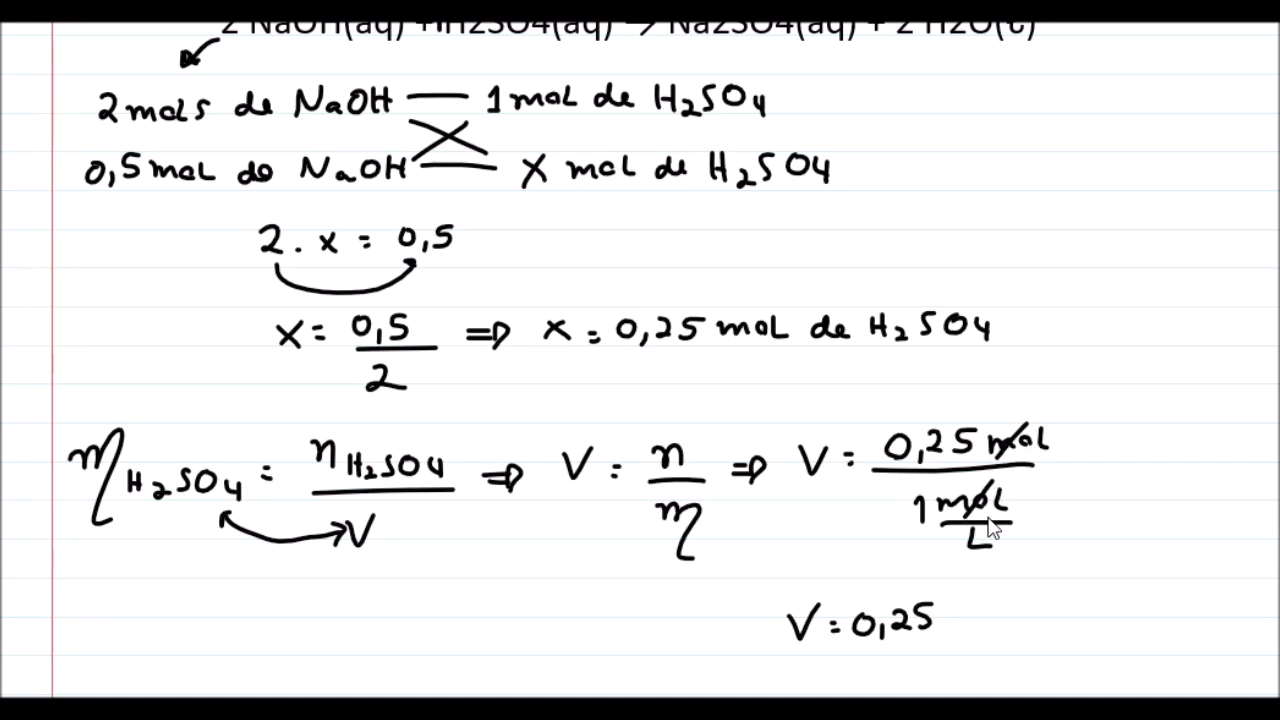 2 NaOH(aq) + H2SO4(aq) → Na2SO4(aq) + 2 H2O(ℓ)
2 mols de NaOH — 1 mol de H₂SO₄
0,5 mol de NaOH — X mol de H₂SO₄
2 . x = 0,5
x = 0,5/2 ⇒ x = 0,25 mol de H₂SO₄
η H₂SO₄ = n H₂SO₄/V ⇒ V = n/η ⇒ V = 0,25 mol/1 mol/L
V = 0,25